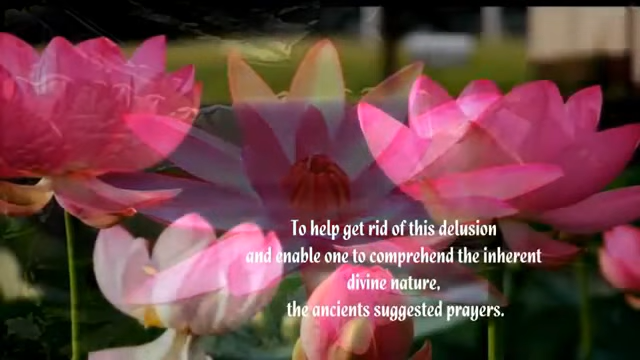 To help get rid of this delusion
and enable one to comprehend the inherent
divine nature,
the ancients suggested prayers.